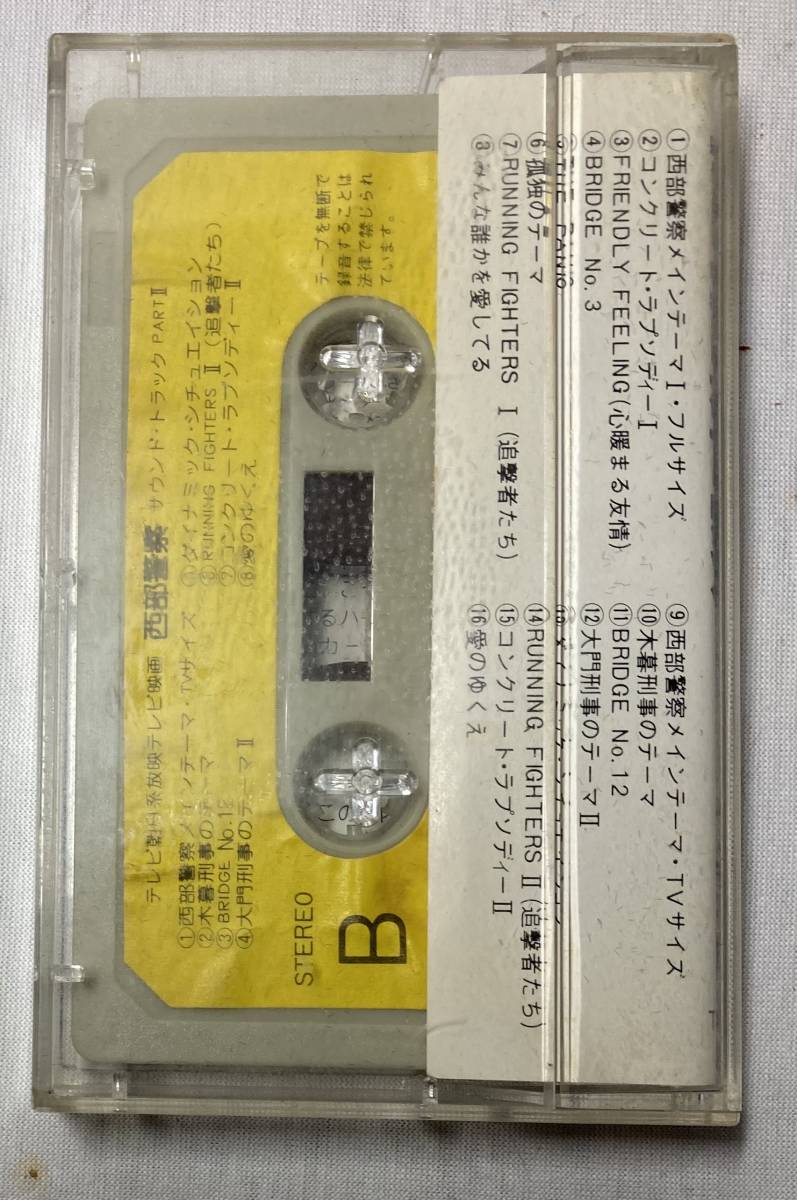 ①西部警察メインテーマⅠ・フルサイズ
②コンクリート・ラプソディーⅠ
③FRIENDLY FEELING(心暖まる友情)
④BRIDGE No.3
⑥孤独のテーマ
⑦RUNNING FIGHTERS Ⅰ(追撃者たち)
⑧みんな誰かを愛してる
⑨西部警察メインテーマ・TVサイズ
⑩木暮刑事のテーマ
⑪BRIDGE No.12
⑫大門刑事のテーマⅡ
⑭RUNNING FIGHTERS Ⅱ(追撃者たち)
⑮コンクリート・ラプソディーⅡ
⑯愛のゆくえ
テープを無断で
録音することは
法律で禁じられ
ています。
STEREO
B
テレビ朝日系放映テレビ映画 西部警察 サウンド・トラック PARTⅡ
①西部警察メインテーマ・TVサイズ
②木暮刑事のテーマ
③BRIDGE No.12
④大門刑事のテーマⅡ
⑤ダイナミック・シチュエイション
⑥RUNNING FIGHTERS Ⅱ(追撃者たち)
⑦コンクリート・ラプソディーⅡ
⑧愛のゆくえ